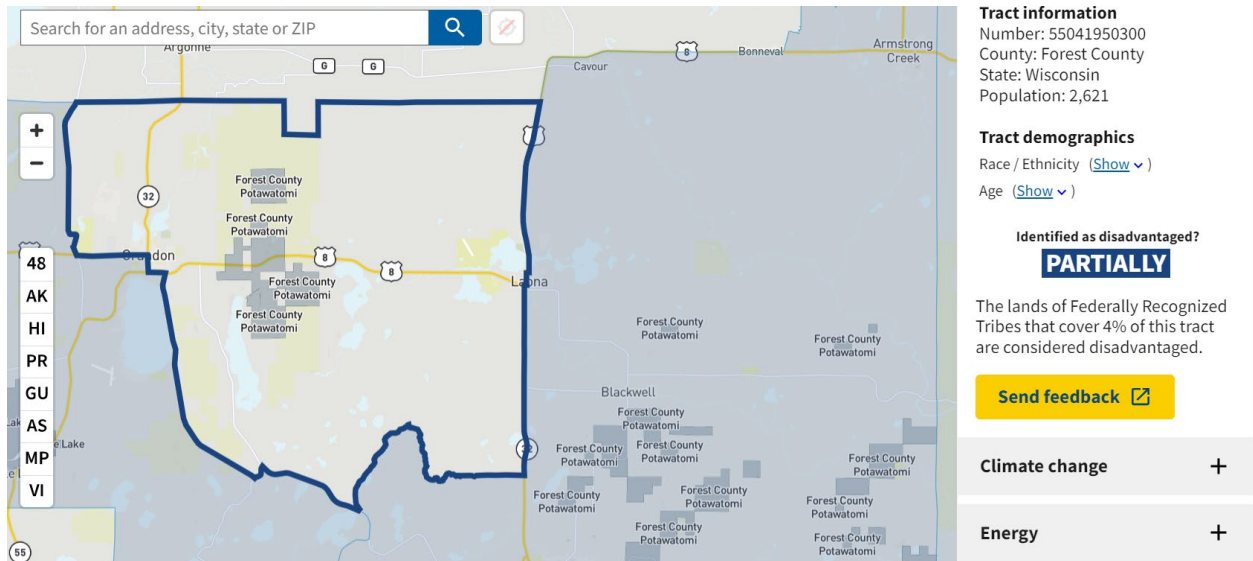 Search for an address, city, state or ZIP
Argonne
G
G
Cavour
8
Bonneval
Armstrong
Creek
+
−
32
Forest County
Potawatomi
Forest County
Potawatomi
Crandon
8
8
Forest County
Potawatomi
Laona
Forest County
Potawatomi
48
AK
HI
PR
GU
AS
MP
VI
Lake
55
Forest County
Potawatomi
Forest County
Potawatomi
Blackwell
Forest County
Potawatomi
32
Forest County
Potawatomi
Forest County
Potawatomi
Forest County
Potawatomi
Forest County
Potawatomi
Forest County
Potawatomi
Forest County
Potawatomi
Forest County
Potawatomi
Forest County
Potawatomi
Tract information
Number: 55041950300
County: Forest County
State: Wisconsin
Population: 2,621
Tract demographics
Race / Ethnicity (Show)
Age (Show)
Identified as disadvantaged?
PARTIALLY
The lands of Federally Recognized
Tribes that cover 4% of this tract
are considered disadvantaged.
Send feedback
Climate change +
Energy +